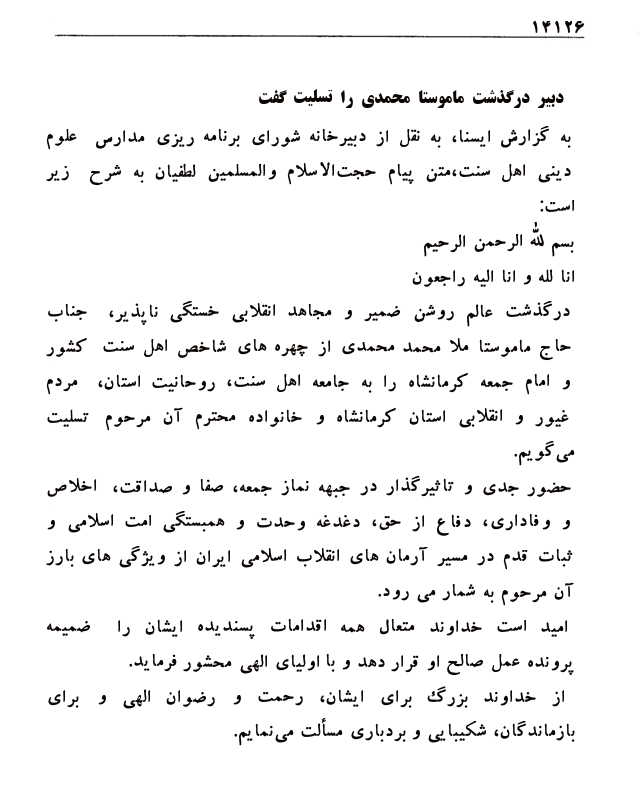 ۱۴۱۲۶
دبیر درگذشت ماموستا محمدی را تسلیت گفت
به گزارش ایسنا، به نقل از دبیرخانه شورای برنامه ریزی مدارس علوم
دینی اهل سنت،متن پیام حجت‌الاسلام والمسلمین لطفیان به شرح زیر
است:
بسم الله الرحمن الرحیم
انا لله و انا الیه راجعون
درگذشت عالم روشن ضمیر و مجاهد انقلابی خستگی ناپذیر، جناب
حاج ماموستا ملا محمد محمدی از چهره های شاخص اهل سنت کشور
و امام جمعه کرمانشاه را به جامعه اهل سنت، روحانیت استان، مردم
غیور و انقلابی استان کرمانشاه و خانواده محترم آن مرحوم تسلیت
می‌گویم.
حضور جدی و تاثیرگذار در جبهه نماز جمعه، صفا و صداقت، اخلاص
و وفاداری، دفاع از حق، دغدغه وحدت و همبستگی امت اسلامی و
ثبات قدم در مسیر آرمان های انقلاب اسلامی ایران از ویژگی های بارز
آن مرحوم به شمار می رود.
امید است خداوند متعال همه اقدامات پسندیده ایشان را ضمیمه
پرونده عمل صالح او قرار دهد و با اولیای الهی محشور فرماید.
از خداوند بزرگ برای ایشان، رحمت و رضوان الهی و برای
بازماندگان، شکیبایی و بردباری مسألت می‌نمایم.